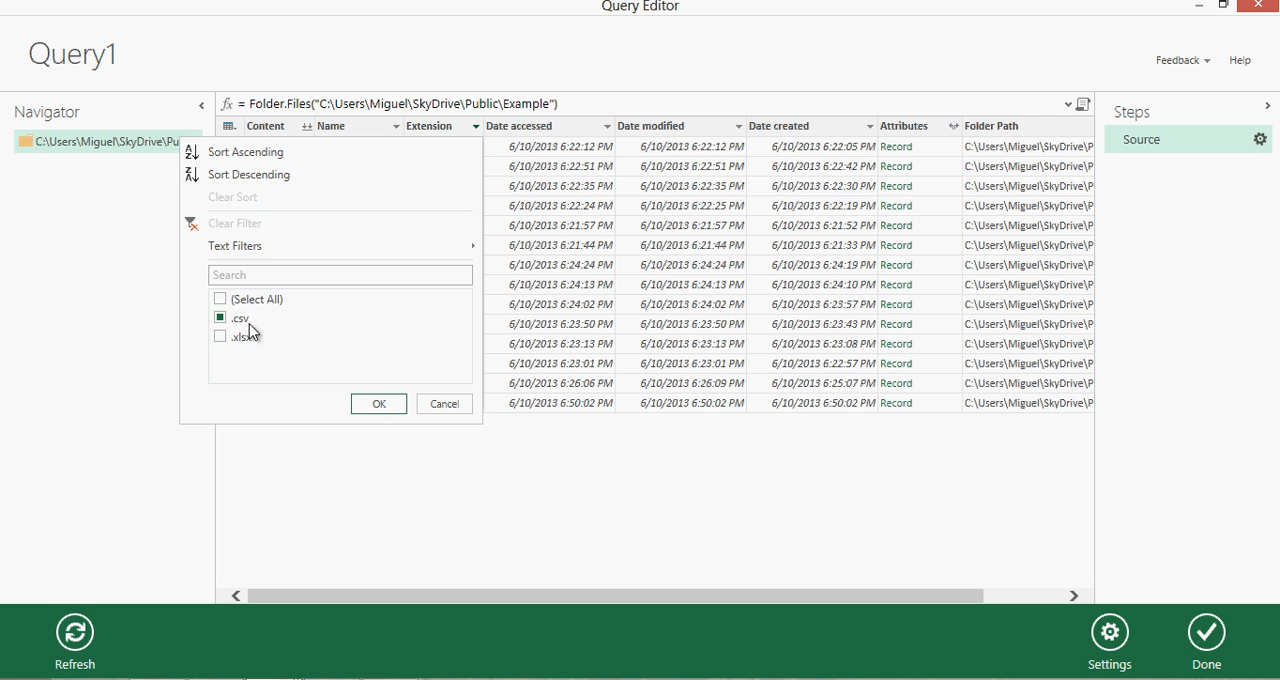 Query Editor
Query1
Feedback Help
Navigator
C:\Users\Miguel\SkyDrive\Pu
= Folder.Files("C:\Users\Miguel\SkyDrive\Public\Example")
Content Name Extension Date accessed Date modified Date created Attributes Folder Path
6/10/2013 6:22:12 PM 6/10/2013 6:22:12 PM 6/10/2013 6:22:05 PM Record C:\Users\Miguel\SkyDrive\P
6/10/2013 6:22:51 PM 6/10/2013 6:22:51 PM 6/10/2013 6:22:42 PM Record C:\Users\Miguel\SkyDrive\P
6/10/2013 6:22:35 PM 6/10/2013 6:22:35 PM 6/10/2013 6:22:30 PM Record C:\Users\Miguel\SkyDrive\P
6/10/2013 6:22:24 PM 6/10/2013 6:22:25 PM 6/10/2013 6:22:19 PM Record C:\Users\Miguel\SkyDrive\P
6/10/2013 6:21:57 PM 6/10/2013 6:21:57 PM 6/10/2013 6:21:52 PM Record C:\Users\Miguel\SkyDrive\P
6/10/2013 6:21:44 PM 6/10/2013 6:21:44 PM 6/10/2013 6:21:33 PM Record C:\Users\Miguel\SkyDrive\P
6/10/2013 6:24:24 PM 6/10/2013 6:24:24 PM 6/10/2013 6:24:19 PM Record C:\Users\Miguel\SkyDrive\P
6/10/2013 6:24:13 PM 6/10/2013 6:24:13 PM 6/10/2013 6:24:10 PM Record C:\Users\Miguel\SkyDrive\P
6/10/2013 6:24:02 PM 6/10/2013 6:24:02 PM 6/10/2013 6:23:57 PM Record C:\Users\Miguel\SkyDrive\P
6/10/2013 6:23:50 PM 6/10/2013 6:23:50 PM 6/10/2013 6:23:43 PM Record C:\Users\Miguel\SkyDrive\P
6/10/2013 6:23:13 PM 6/10/2013 6:23:13 PM 6/10/2013 6:23:08 PM Record C:\Users\Miguel\SkyDrive\P
6/10/2013 6:23:01 PM 6/10/2013 6:23:01 PM 6/10/2013 6:22:57 PM Record C:\Users\Miguel\SkyDrive\P
6/10/2013 6:26:06 PM 6/10/2013 6:26:09 PM 6/10/2013 6:25:07 PM Record C:\Users\Miguel\SkyDrive\P
6/10/2013 6:50:02 PM 6/10/2013 6:50:02 PM 6/10/2013 6:50:02 PM Record C:\Users\Miguel\SkyDrive\P
Sort Ascending
Sort Descending
Clear Sort
Clear Filter
Text Filters
Search
(Select All)
.csv
.xlsx
OK Cancel
Steps
Source
Refresh Settings Done